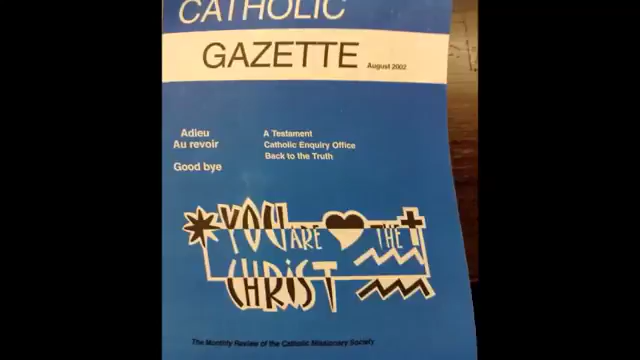 CATHOLIC
GAZETTE August 2002
Adieu
Au revoir
Good bye
A Testament
Catholic Enquiry Office
Back to the Truth
YOU ARE THE
CHRIST
The Monthly Review of the Catholic Missionary Society